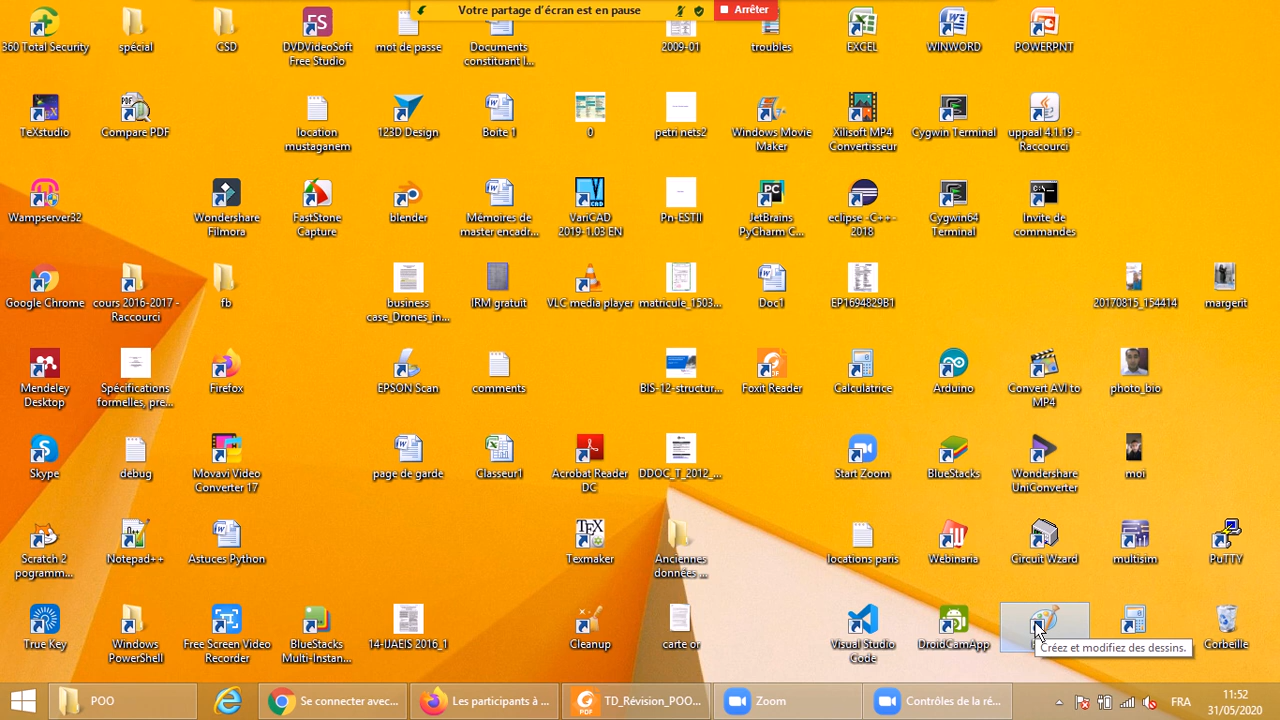 Votre partage d'écran est en pause
Arrêter
360 Total Security
spécial
CSD
DVDVideoSoft
Free Studio
mot de passe
Documents
constituant l...
2009-01
troubles
EXCEL
WINWORD
POWERPNT
TeXstudio
Compare PDF
location
mustaganem
123D Design
Boite 1
0
petri nets2
Windows Movie
Maker
Xilisoft MP4
Convertisseur
Cygwin Terminal
uppaal 4.1.19 -
Raccourci
Wampserver32
Wondershare
Filmora
FastStone
Capture
blender
Mémoires de
master encadr...
VariCAD
2019-1.03 EN
Pn-ESTII
JetBrains
PyCharm C...
eclipse -C++-
2018
Cygwin64
Terminal
Invite de
commandes
Google Chrome
cours 2016-2017 -
Raccourci
fb
business
case_Drones_in...
IRM gratuit
VLC media player
matricule_1503...
Doc1
EP1694829B1
20170815_154414
margerit
Mendeley
Desktop
Spécifications
formelles, pre...
Firefox
EPSON Scan
comments
BIS-12-structur...
Foxit Reader
Calculatrice
Arduino
Convert AVI to
MP4
photo_bio
Skype
debug
Movavi Video
Converter 17
page de garde
Classeur1
Acrobat Reader
DC
DDOC_T_2012_...
Start Zoom
BlueStacks
Wondershare
UniConverter
moi
Scratch 2
pogramm...
Notepad++
Astuces Python
Texmaker
Anciennes
données ...
locations paris
Webinaria
Circuit Wzard
multisim
PuTTY
True Key
Windows
PowerShell
Free Screen Video
Recorder
BlueStacks
Multi-Instan...
14-IJAEIS 2016_1
Cleanup
carte or
Visual Studio
Code
DroidCamApp
Créez et modifiez des dessins.
Corbeille
POO
Se connecter avec...
Les participants à ...
TD_Révision_POO...
Zoom
Contrôles de la ré...
FRA
11:52
31/05/2020